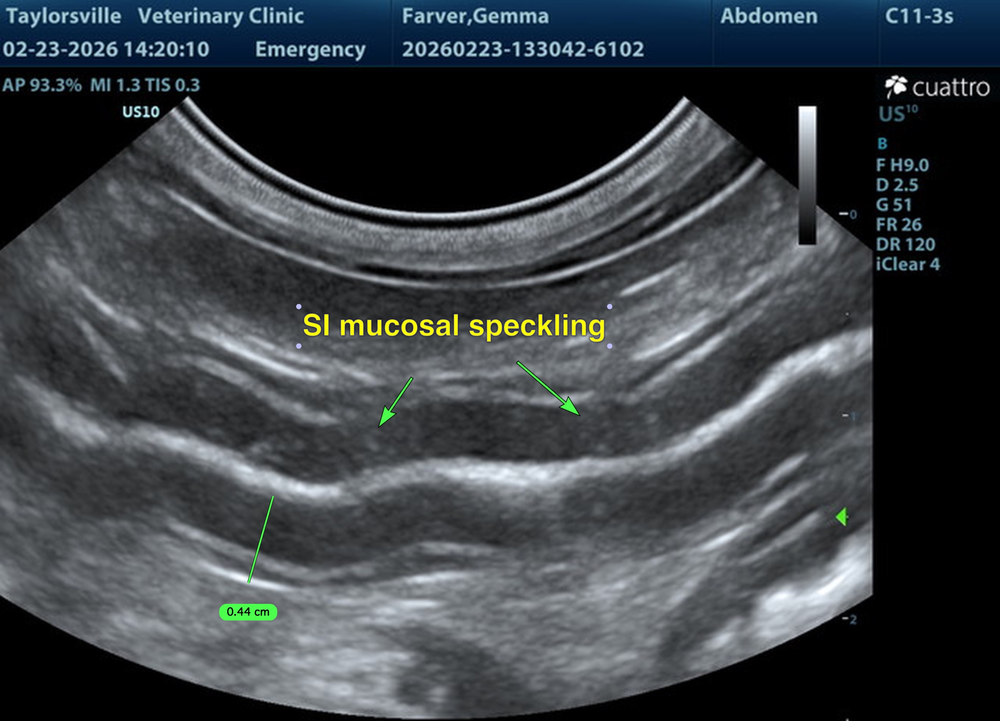 Taylorsville Veterinary Clinic Farver,Gemma Abdomen C11-3s
02-23-2026 14:20:10 Emergency 20260223-133042-6102
AP 93.3% MI 1.3 TIS 0.3
cuattro
US10
US10
B
F H9.0
D 2.5
G 51
FR 26
DR 120
iClear 4
0
SI mucosal speckling
1
0.44 cm
2